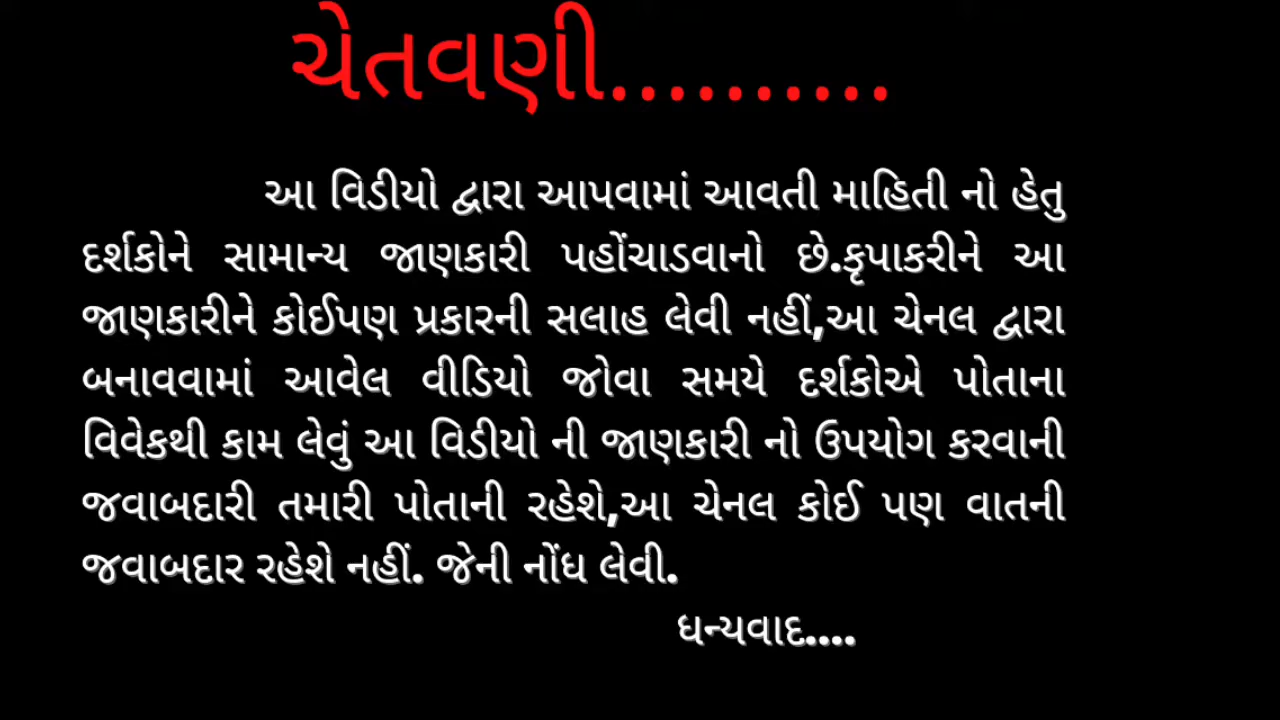 ચેતવણી..........
આ વિડીયો દ્વારા આપવામાં આવતી માહિતી નો હેતુ
દર્શકોને સામાન્ય જાણકારી પહોંચાડવાનો છે.કૃપાકરીને આ
જાણકારીને કોઈપણ પ્રકારની સલાહ લેવી નહીં,આ ચેનલ દ્વારા
બનાવવામાં આવેલ વીડિયો જોવા સમયે દર્શકોએ પોતાના
વિવેકથી કામ લેવું આ વિડીયો ની જાણકારી નો ઉપયોગ કરવાની
જવાબદારી તમારી પોતાની રહેશે,આ ચેનલ કોઈ પણ વાતની
જવાબદાર રહેશે નહીં. જેની નોંધ લેવી.
ધન્યવાદ....